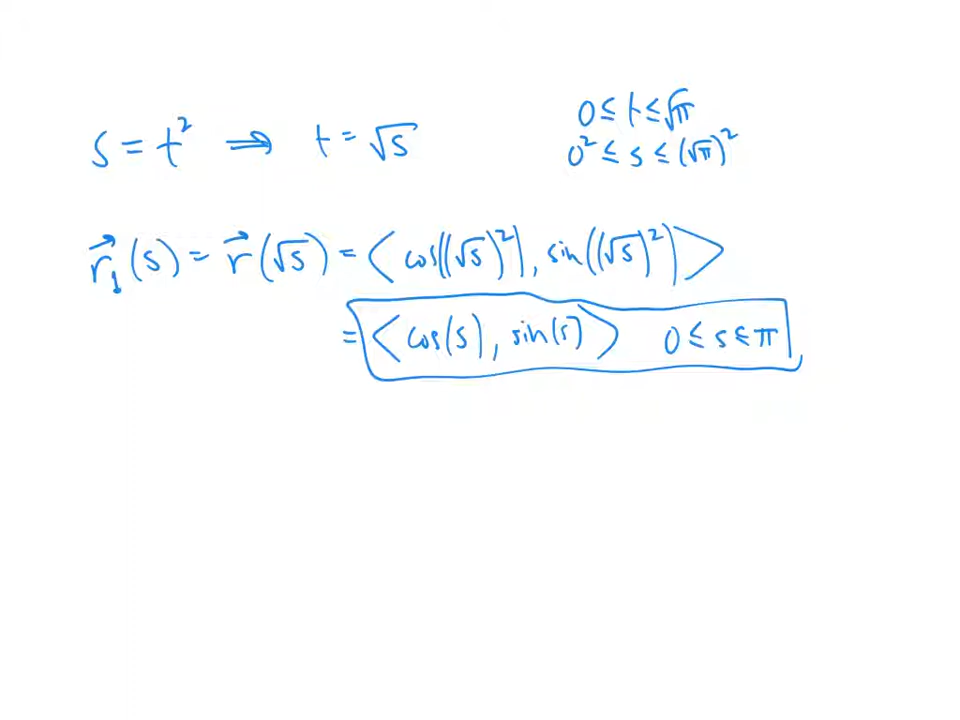 s = t² ⇒ t = √s
0 ≤ t ≤ √π
0² ≤ s ≤ (√π)²
r⃗₁(s) = r⃗(√s) = ⟨cos((√s)²), sin((√s)²)⟩
= ⟨cos(s), sin(s)⟩ 0 ≤ s ≤ π,